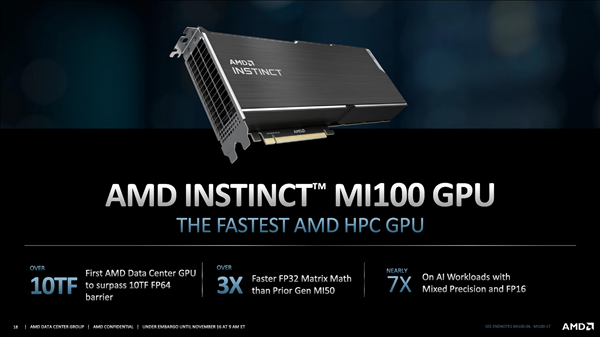 AMD
INSTINCT
AMD
AMD INSTINCT™ MI100 GPU
THE FASTEST AMD HPC GPU
OVER
10TF
First AMD Data Center GPU
to surpass 10TF FP64
barrier
OVER
3X
Faster FP32 Matrix Math
than Prior Gen MI50
NEARLY
7X
On AI Workloads with
Mixed Precision and FP16
18 | AMD DATA CENTER GROUP | AMD CONFIDENTIAL | UNDER EMBARGO UNTIL NOVEMBER 16 AT 9 AM ET
SEE ENDNOTES
AMD